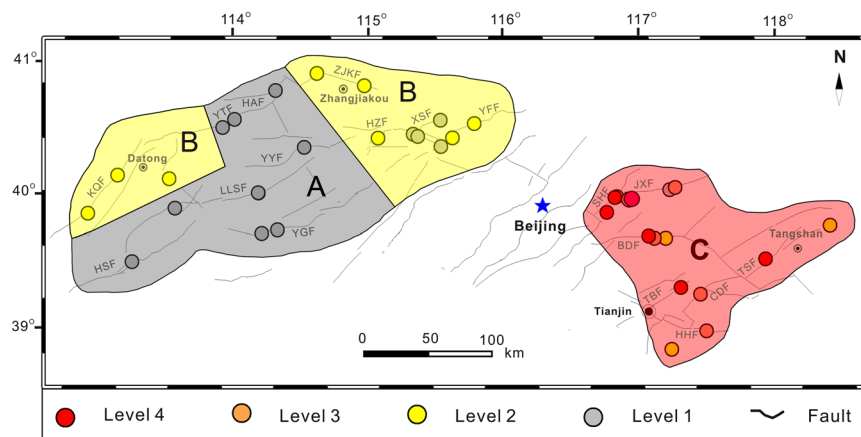 114° 115° 116° 117° 118°
41°
N
ZJKF
B
Zhangjiakou
HAF
YTF
XSF
YFF
HZF
B
Datong
YYF
KQF
A
40°
LLSF
JXF
SHF
Beijing
YGF
BDF
C
Tangshan
HSF
TSF
TBF
CDF
Tianjin
39°
HHF
0 50 100
km
Level 4 Level 3 Level 2 Level 1 Fault